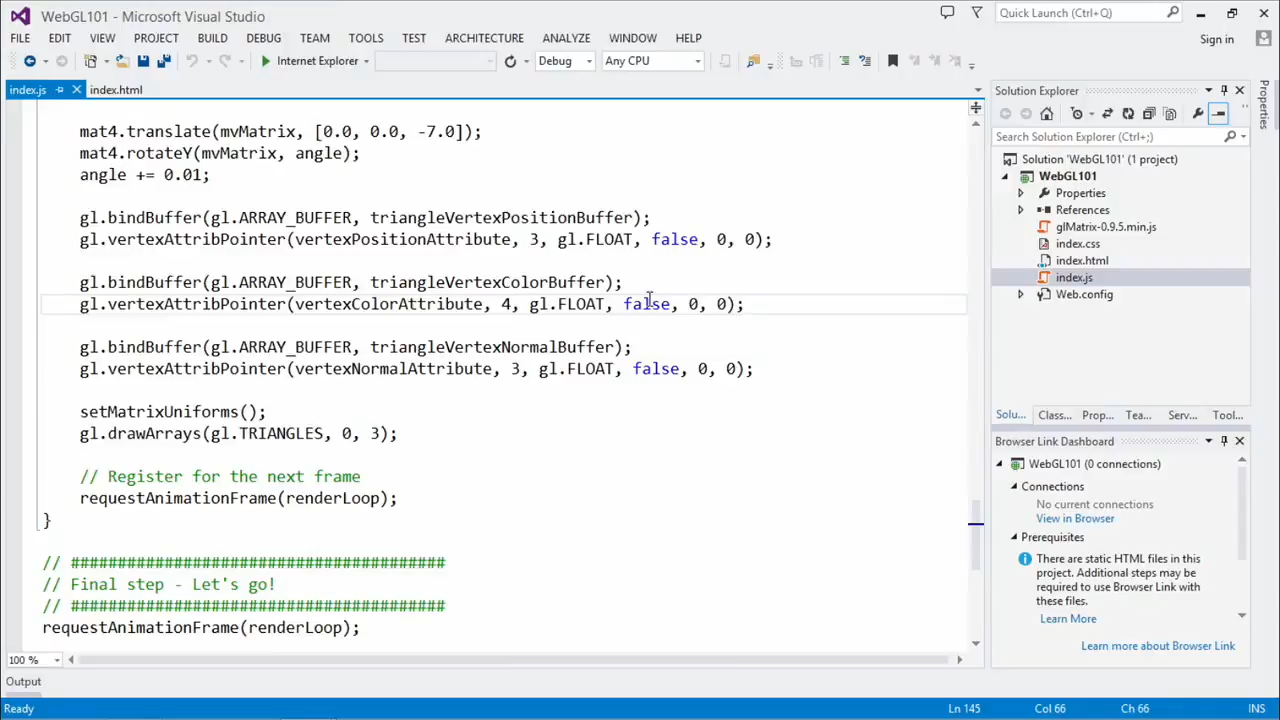 WebGL101 - Microsoft Visual Studio
Quick Launch (Ctrl+Q)
FILE EDIT VIEW PROJECT BUILD DEBUG TEAM TOOLS TEST ARCHITECTURE ANALYZE WINDOW HELP
Sign in
Internet Explorer Debug Any CPU
index.js index.html
mat4.translate(mvMatrix, [0.0, 0.0, -7.0]);
mat4.rotateY(mvMatrix, angle);
angle += 0.01;
gl.bindBuffer(gl.ARRAY_BUFFER, triangleVertexPositionBuffer);
gl.vertexAttribPointer(vertexPositionAttribute, 3, gl.FLOAT, false, 0, 0);
gl.bindBuffer(gl.ARRAY_BUFFER, triangleVertexColorBuffer);
gl.vertexAttribPointer(vertexColorAttribute, 4, gl.FLOAT, false, 0, 0);
gl.bindBuffer(gl.ARRAY_BUFFER, triangleVertexNormalBuffer);
gl.vertexAttribPointer(vertexNormalAttribute, 3, gl.FLOAT, false, 0, 0);
setMatrixUniforms();
gl.drawArrays(gl.TRIANGLES, 0, 3);
// Register for the next frame
requestAnimationFrame(renderLoop);
}
// ########################################
// Final step - Let's go!
// ########################################
requestAnimationFrame(renderLoop);
100 %
Solution Explorer
Search Solution Explorer (Ctrl+;)
Solution 'WebGL101' (1 project)
WebGL101
Properties
References
glMatrix-0.9.5.min.js
index.css
index.html
index.js
Web.config
Solu... Class... Prop... Tea... Serv... Tool...
Browser Link Dashboard
WebGL101 (0 connections)
Connections
No current connections
View in Browser
Prerequisites
There are static HTML files in this
project. Additional steps may be
required to use Browser Link with
these files.
Learn More
Learn more about Browser Link
Properties
Output
Ready Ln 145 Col 66 Ch 66 INS